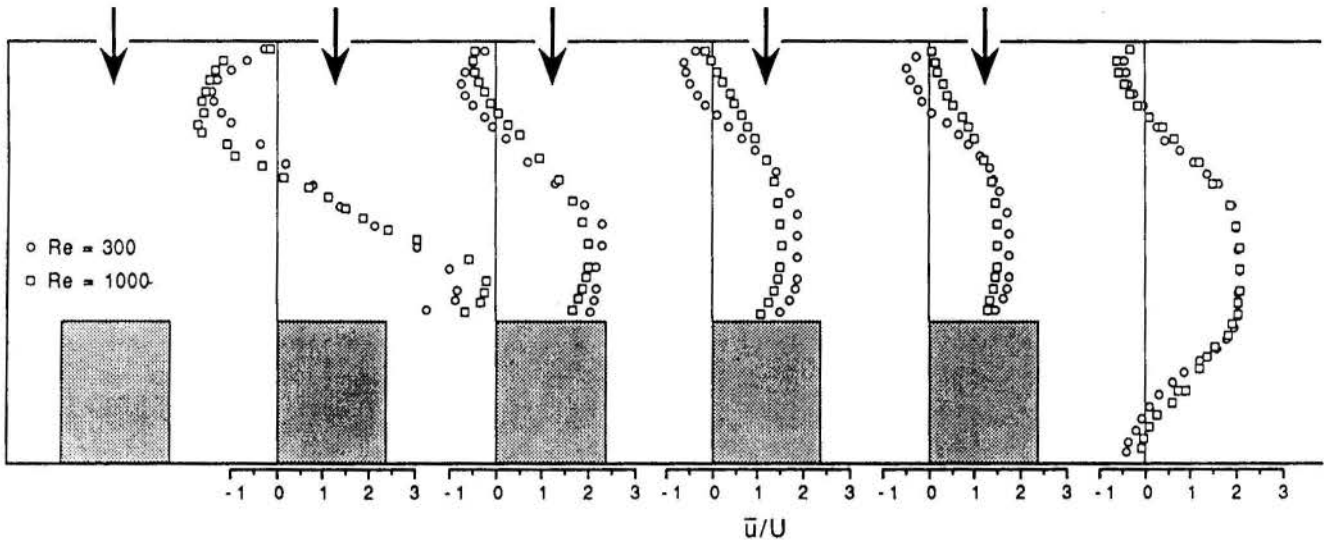 ○ Re = 300
□ Re = 1000
-1 0 1 2 3 -1 0 1 2 3 -1 0 1 2 3 -1 0 1 2 3 -1 0 1 2 3
u̅/U